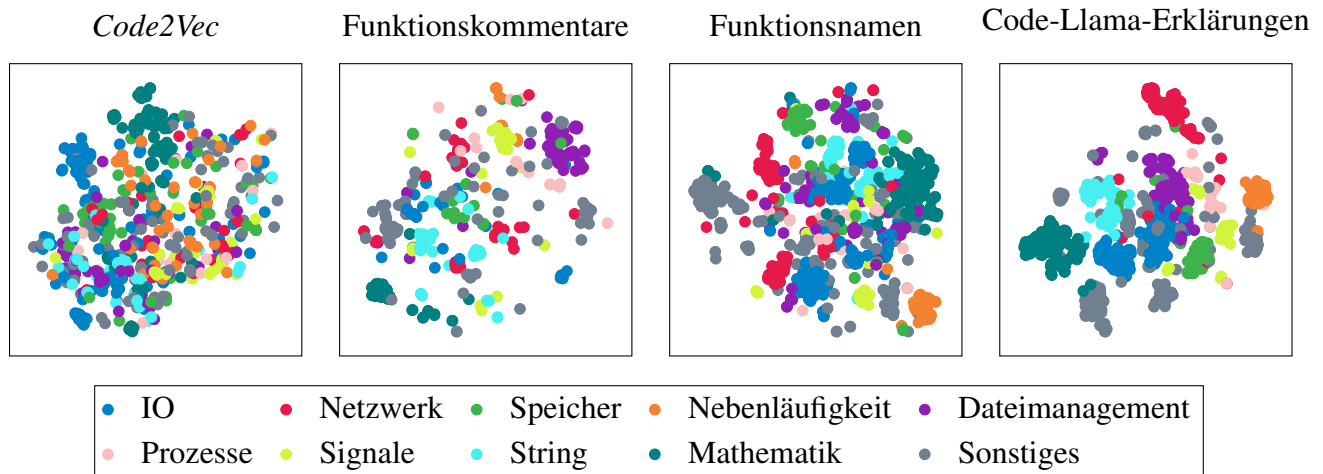 Code2Vec Funktionskommentare Funktionsnamen Code-Llama-Erklärungen
IO Netzwerk Speicher Nebenläufigkeit Dateimanagement
Prozesse Signale String Mathematik Sonstiges